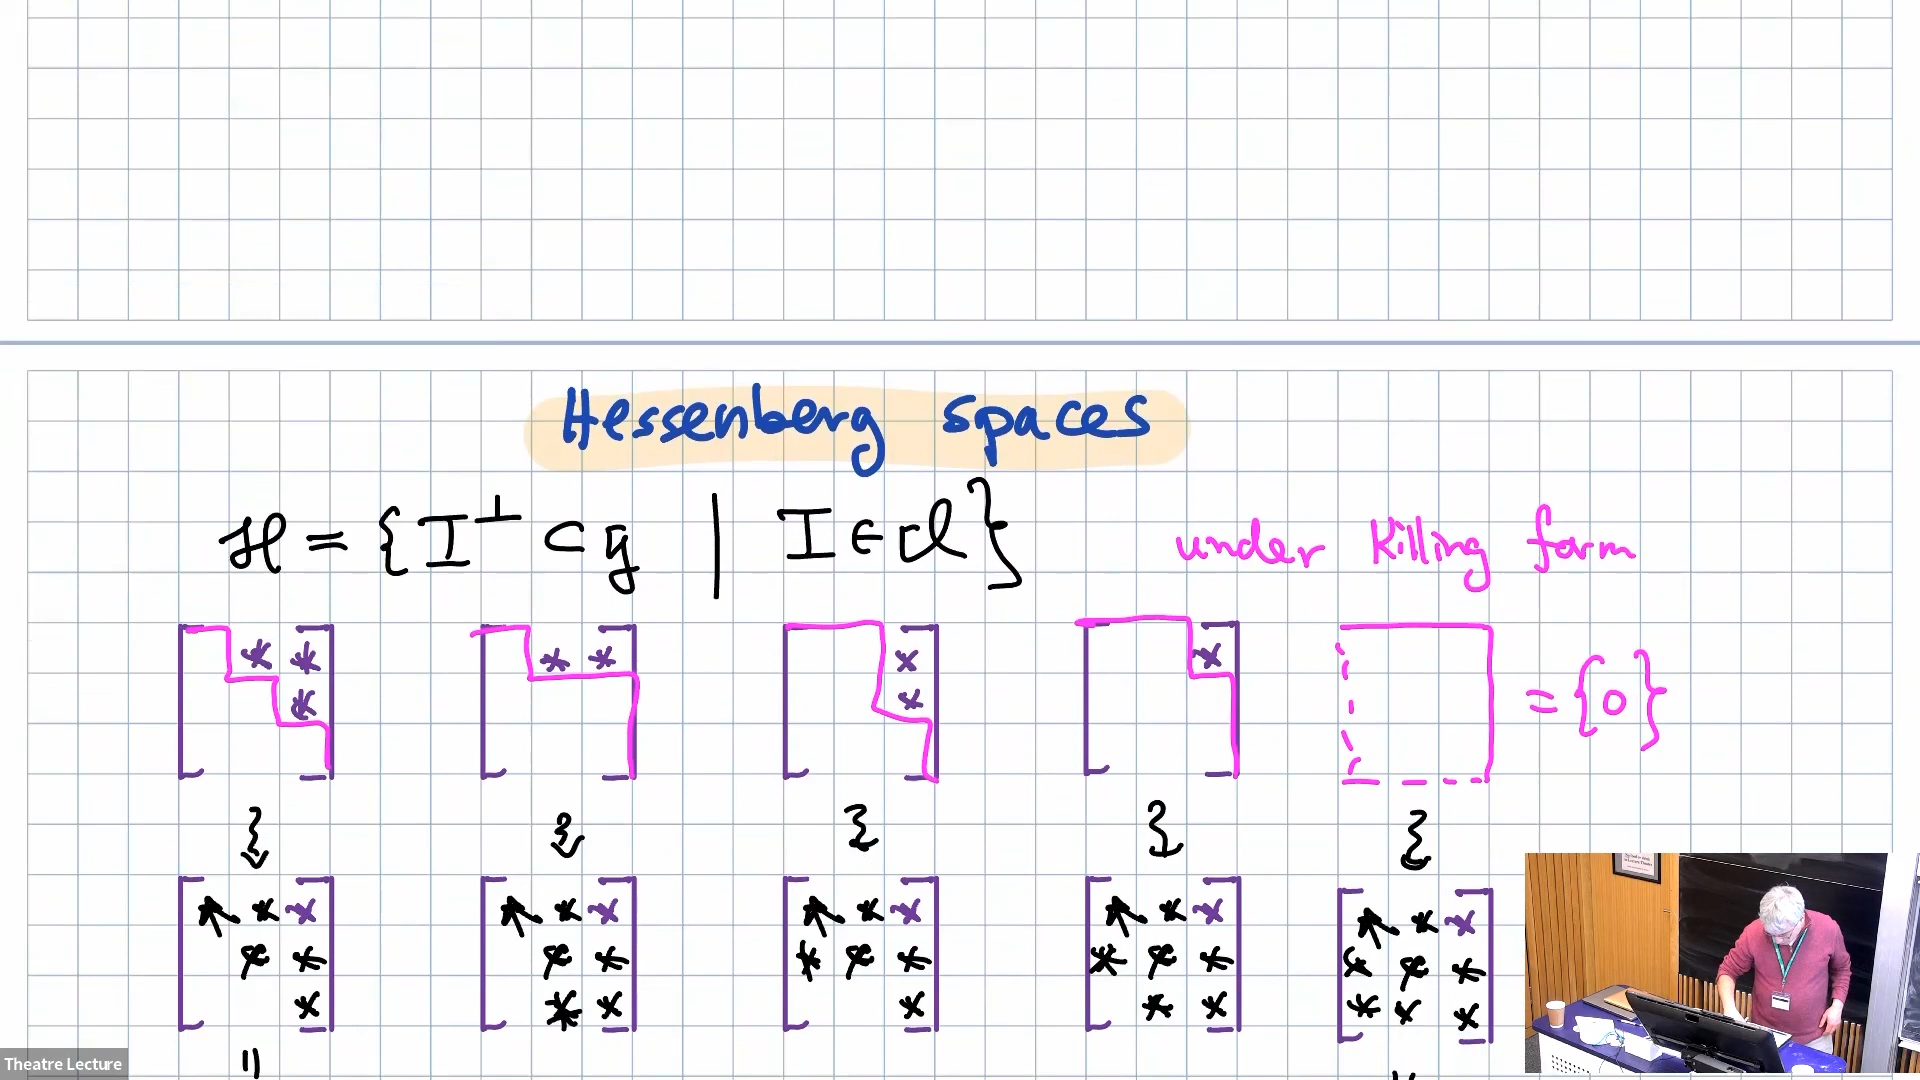 Hessenberg spaces
ℋ = { I^⊥ ⊂ 𝔤 | I ∈ 𝓘 } under Killing form
* * * * * * = {0}
* * *
* * * * * * * * * *
* * * * * * * * * * * * *
* * * * * * * * * *
Theatre Lecture